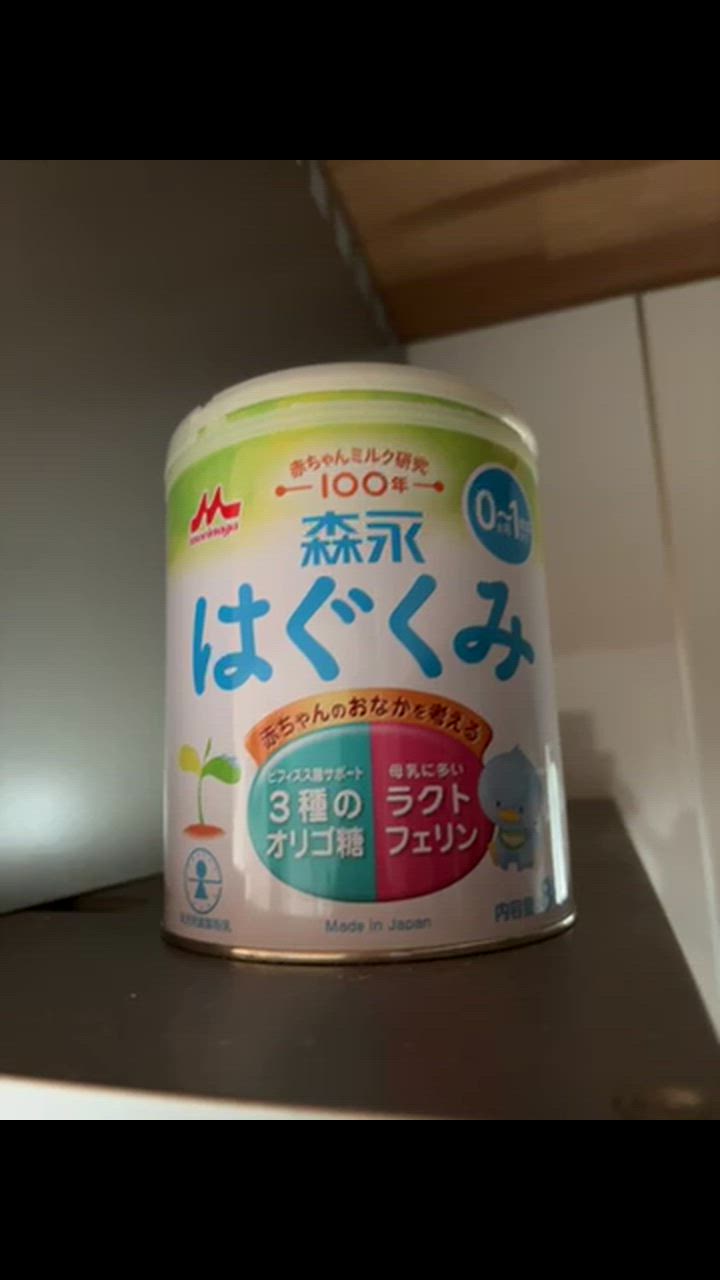 赤ちゃんミルク研究
100年
morinaga
0ヵ月~1
森永
はぐくみ
赤ちゃんのおなかを考える
ビフィズス菌サポート
3種の
オリゴ糖
母乳に多い
ラクト
フェリン
Made in Japan
内容量